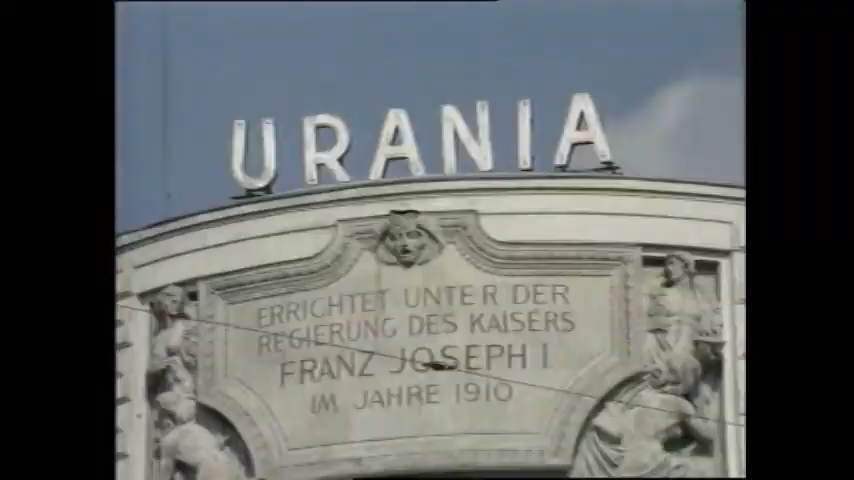 URANIA
ERRICHTET UNTER DER
REGIERUNG DES KAISERS
FRANZ JOSEPH I
IM JAHRE 1910